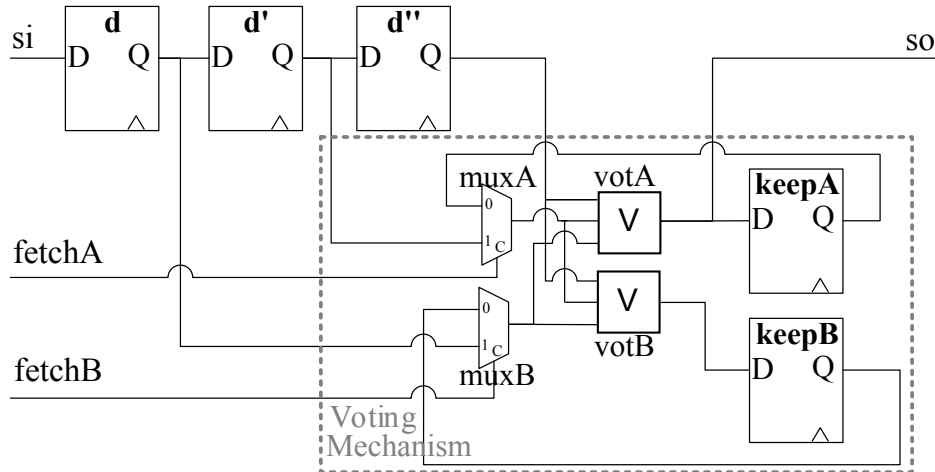 d d' d''
si so
D Q D Q D Q
muxA votA keepA
0 V D Q
1 C
fetchA
0 V
1 C votB keepB
muxB D Q
fetchB
Voting
Mechanism